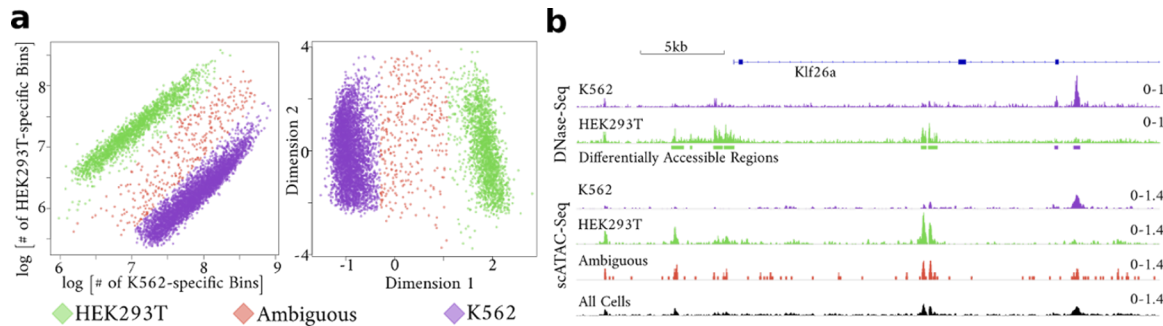 a
log [# of HEK293T-specific Bins]
8
7
6
6
7
8
9
log [# of K562-specific Bins]
Dimension 2
4
2
0
-4
-1
0
2
Dimension 1
HEK293T
Ambiguous
K562
b
5kb
Klf26a
DNase-Seq
K562
0-1
HEK293T
0-1
Differentially Accessible Regions
scATAC-Seq
K562
0-1.4
HEK293T
0-1.4
Ambiguous
0-1.4
All Cells
0-1.4